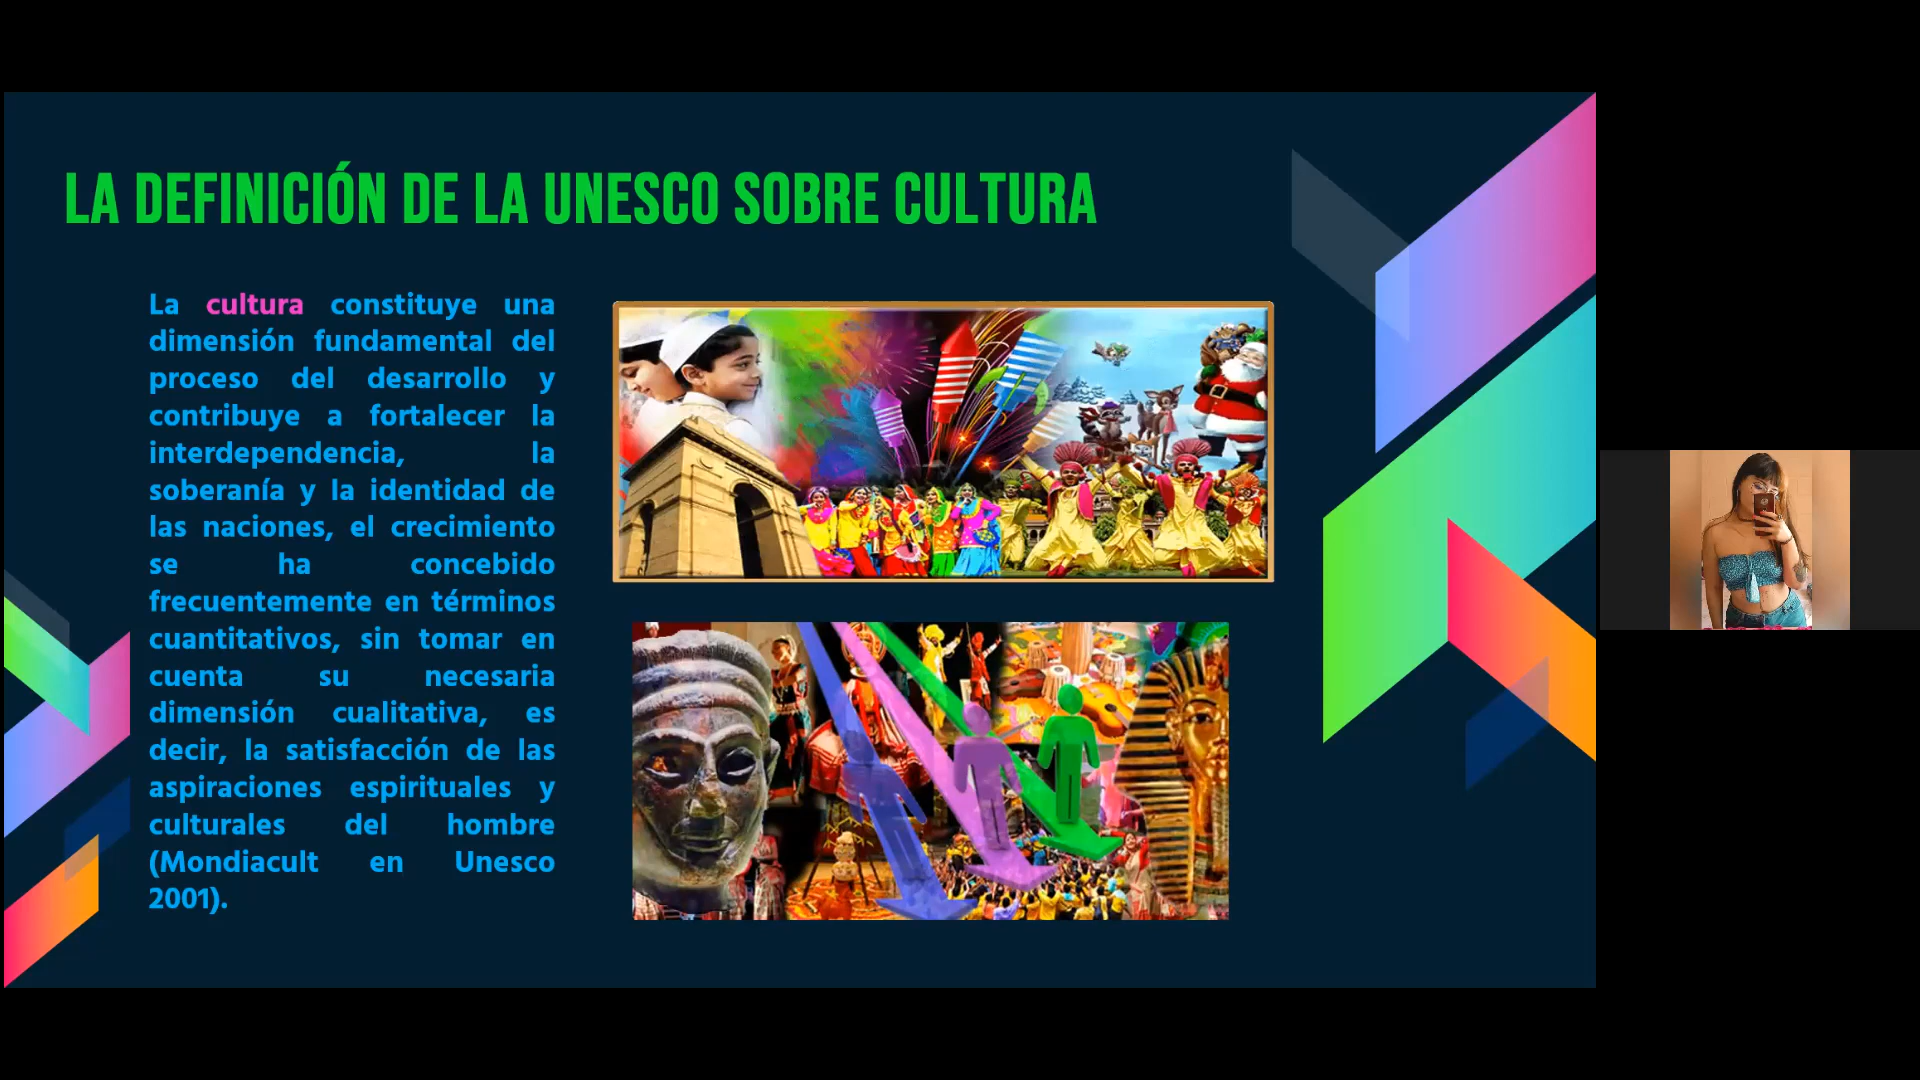 LA DEFINICIÓN DE LA UNESCO SOBRE CULTURA
La cultura constituye una
dimensión fundamental del
proceso del desarrollo y
contribuye a fortalecer la
interdependencia, la
soberanía y la identidad de
las naciones, el crecimiento
se ha concebido
frecuentemente en términos
cuantitativos, sin tomar en
cuenta su necesaria
dimensión cualitativa, es
decir, la satisfacción de las
aspiraciones espirituales y
culturales del hombre
(Mondiacult en Unesco
2001).